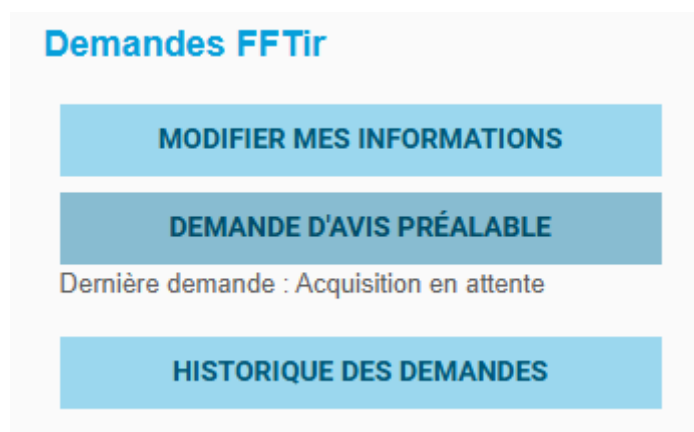 Demandes FFTir
MODIFIER MES INFORMATIONS
DEMANDE D'AVIS PRÉALABLE
Dernière demande : Acquisition en attente
HISTORIQUE DES DEMANDES